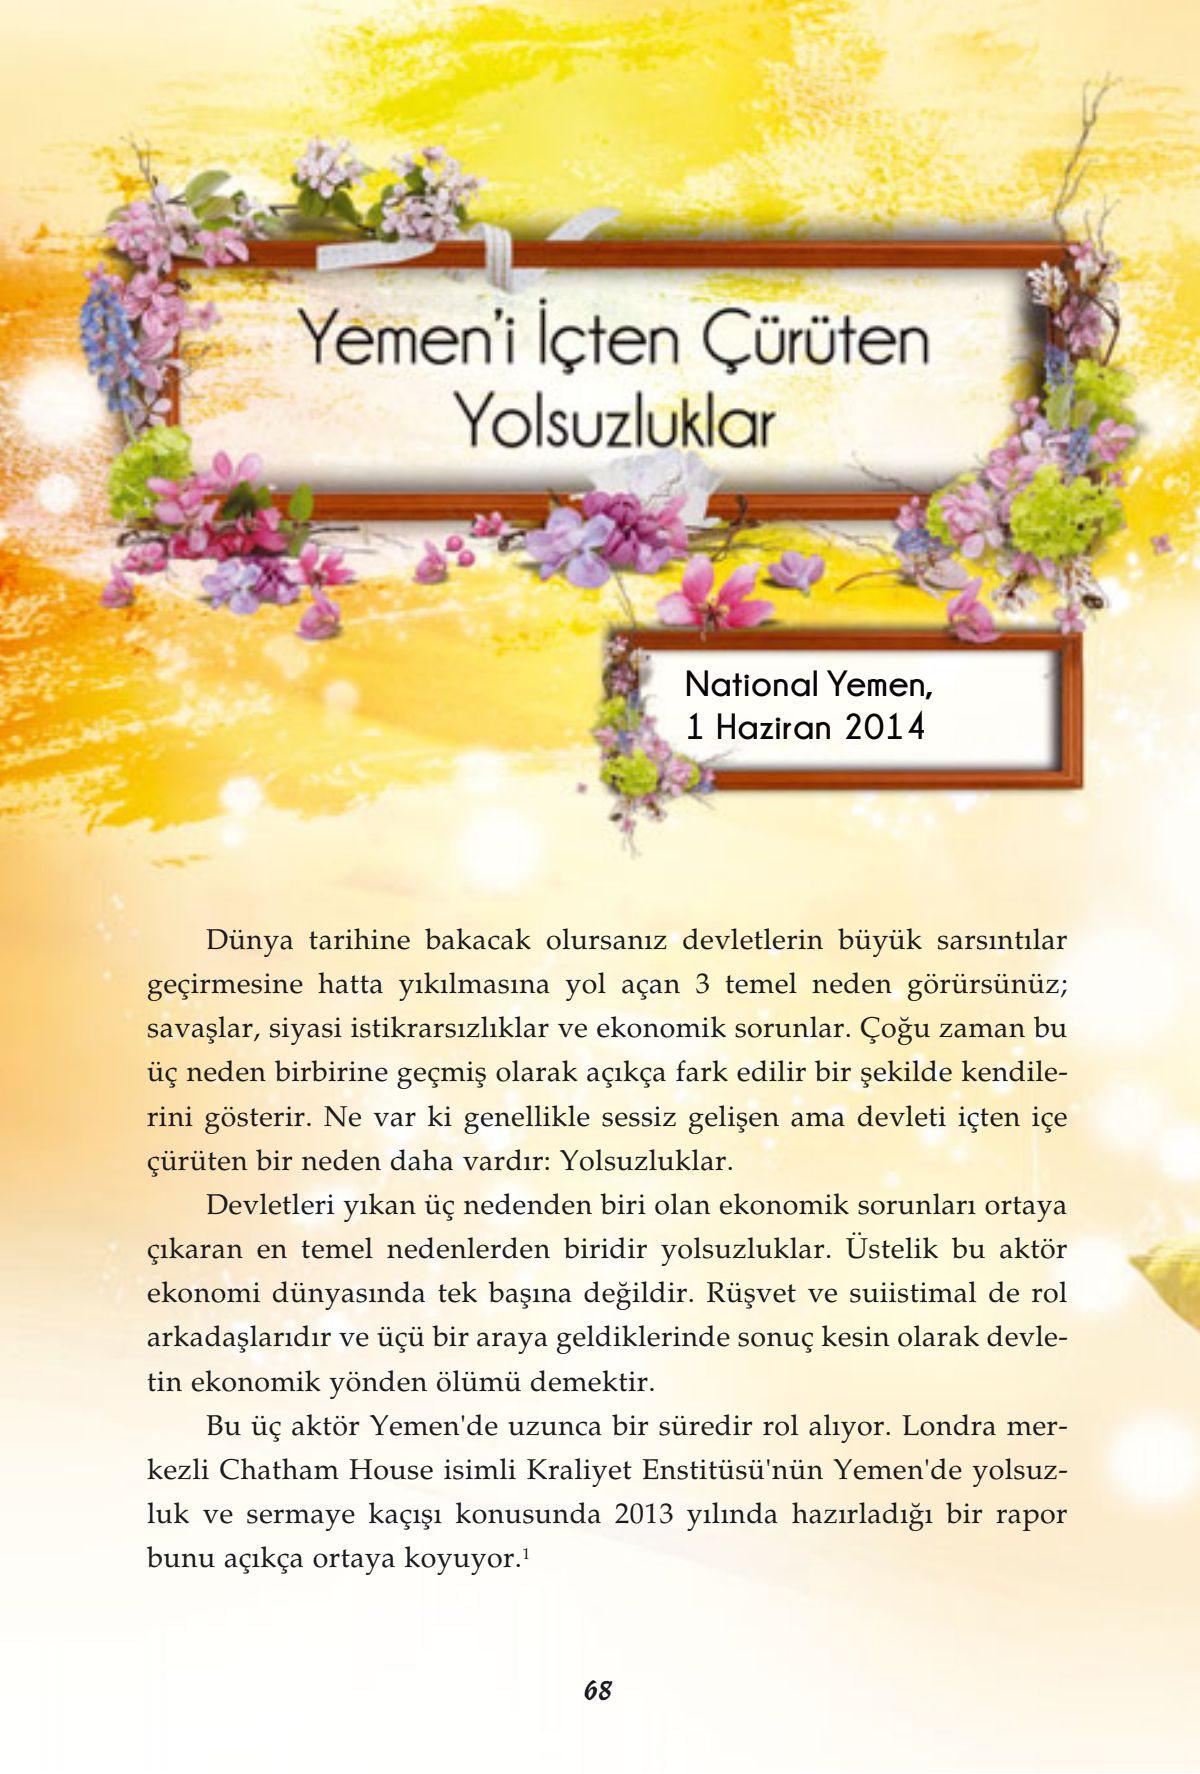 Yemen'i İçten Çürüten
Yolsuzluklar
National Yemen,
1 Haziran 2014
Dünya tarihine bakacak olursanız devletlerin büyük sarsıntılar
geçirmesine hatta yıkılmasına yol açan 3 temel neden görürsünüz;
savaşlar, siyasi istikrarsızlıklar ve ekonomik sorunlar. Çoğu zaman bu
üç neden birbirine geçmiş olarak açıkça fark edilir bir şekilde kendile-
rini gösterir. Ne var ki genellikle sessiz gelişen ama devleti içten içe
çürüten bir neden daha vardır: Yolsuzluklar.
Devletleri yıkan üç nedenden biri olan ekonomik sorunları ortaya
çıkaran en temel nedenlerden biridir yolsuzluklar. Üstelik bu aktör
ekonomi dünyasında tek başına değildir. Rüşvet ve suiistimal de rol
arkadaşlarıdır ve üçü bir araya geldiklerinde sonuç kesin olarak devle-
tin ekonomik yönden ölümü demektir.
Bu üç aktör Yemen'de uzunca bir süredir rol alıyor. Londra mer-
kezli Chatham House isimli Kraliyet Enstitüsü'nün Yemen'de yolsuz-
luk ve sermaye kaçışı konusunda 2013 yılında hazırladığı bir rapor
bunu açıkça ortaya koyuyor.¹
68